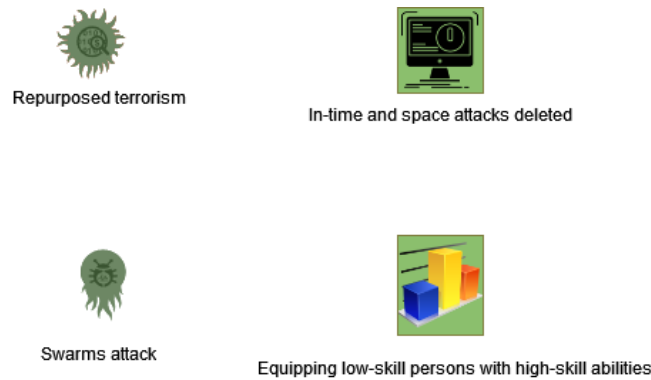 Repurposed terrorism
In-time and space attacks deleted
Swarms attack
Equipping low-skill persons with high-skill abilities